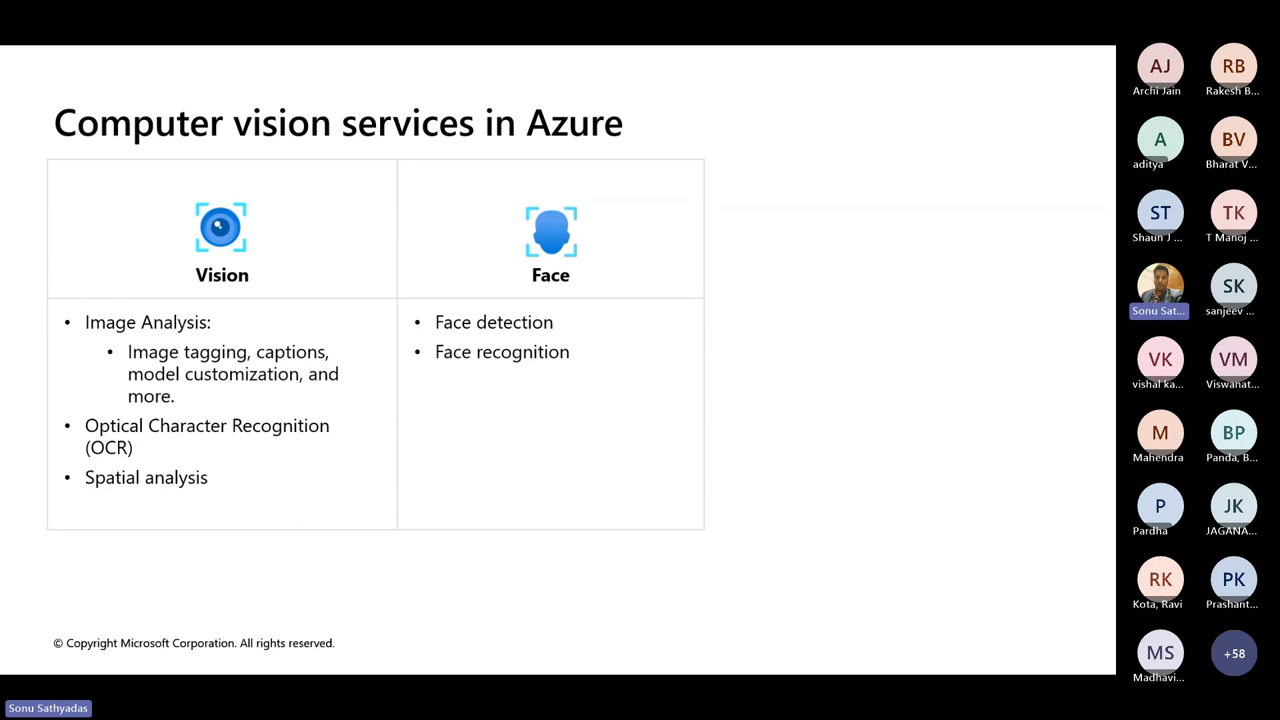 Computer vision services in Azure
Vision
Face
• Image Analysis:
• Image tagging, captions,
model customization, and
more.
• Optical Character Recognition
(OCR)
• Spatial analysis
• Face detection
• Face recognition
© Copyright Microsoft Corporation. All rights reserved.
AJ
Archi Jain
RB
Rakesh B...
A
aditya
BV
Bharat V...
ST
Shaun J ...
TK
T Manoj ...
Sonu Sat...
SK
sanjeev ...
VK
vishal ka...
VM
Viswanat...
M
Mahendra
BP
Panda, B...
P
Pardha
JK
JAGANA...
RK
Kota, Ravi
PK
Prashant...
MS
Madhavi...
+58
Sonu Sathyadas